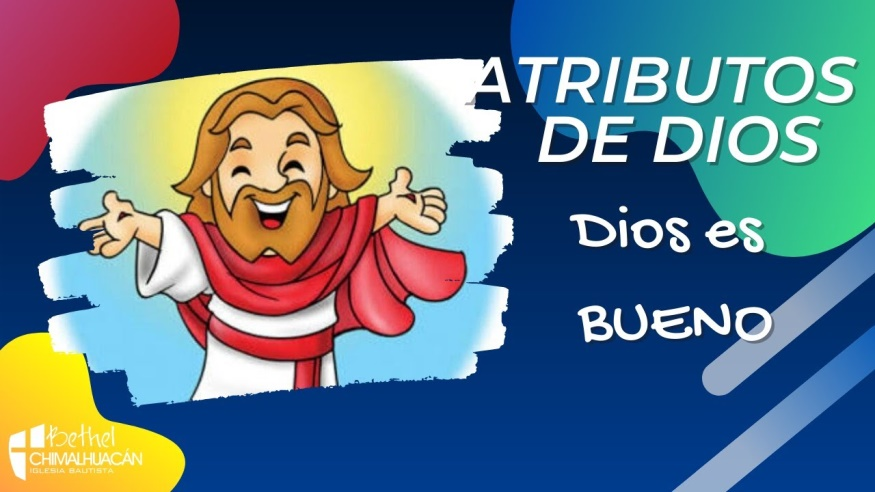 ATRIBUTOS
DE DIOS
Dios es
BUENO
Bethel
CHIMALHUACÁN
IGLESIA BAUTISTA